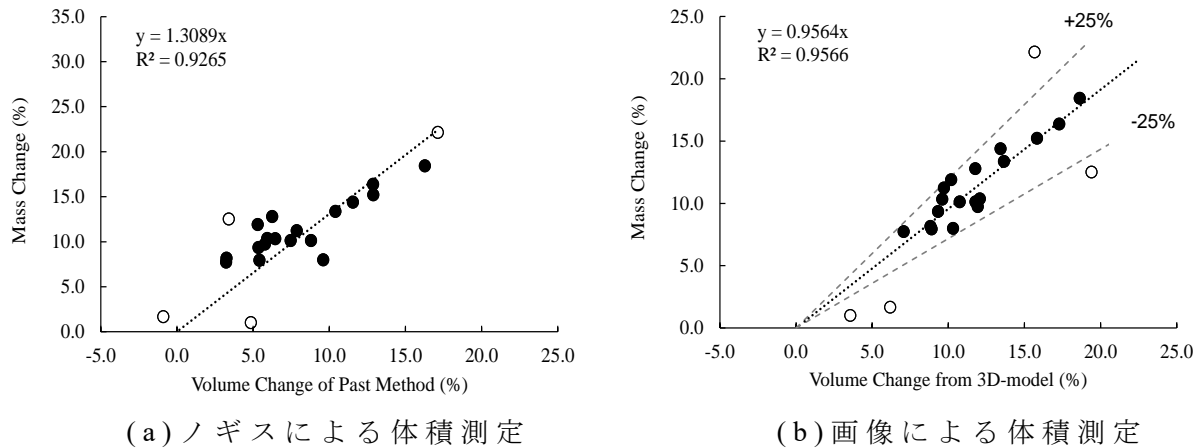 35.0
30.0
25.0
20.0
15.0
10.0
5.0
0.0
-5.0 0.0 5.0 10.0 15.0 20.0 25.0
Mass Change (%)
Volume Change of Past Method (%)
y = 1.3089x
R² = 0.9265
(a)ノギスによる体積測定
25.0
20.0
15.0
10.0
5.0
0.0
-5.0 0.0 5.0 10.0 15.0 20.0 25.0
Mass Change (%)
Volume Change from 3D-model (%)
y = 0.9564x
R² = 0.9566
+25%
-25%
(b)画像による体積測定